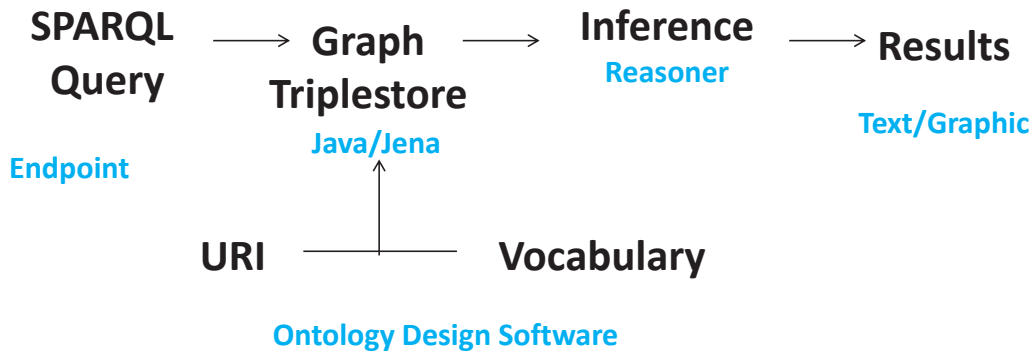 SPARQL
Query
Endpoint
Graph
Triplestore
Java/Jena
Inference
Reasoner
Results
Text/Graphic
URI
Vocabulary
Ontology Design Software